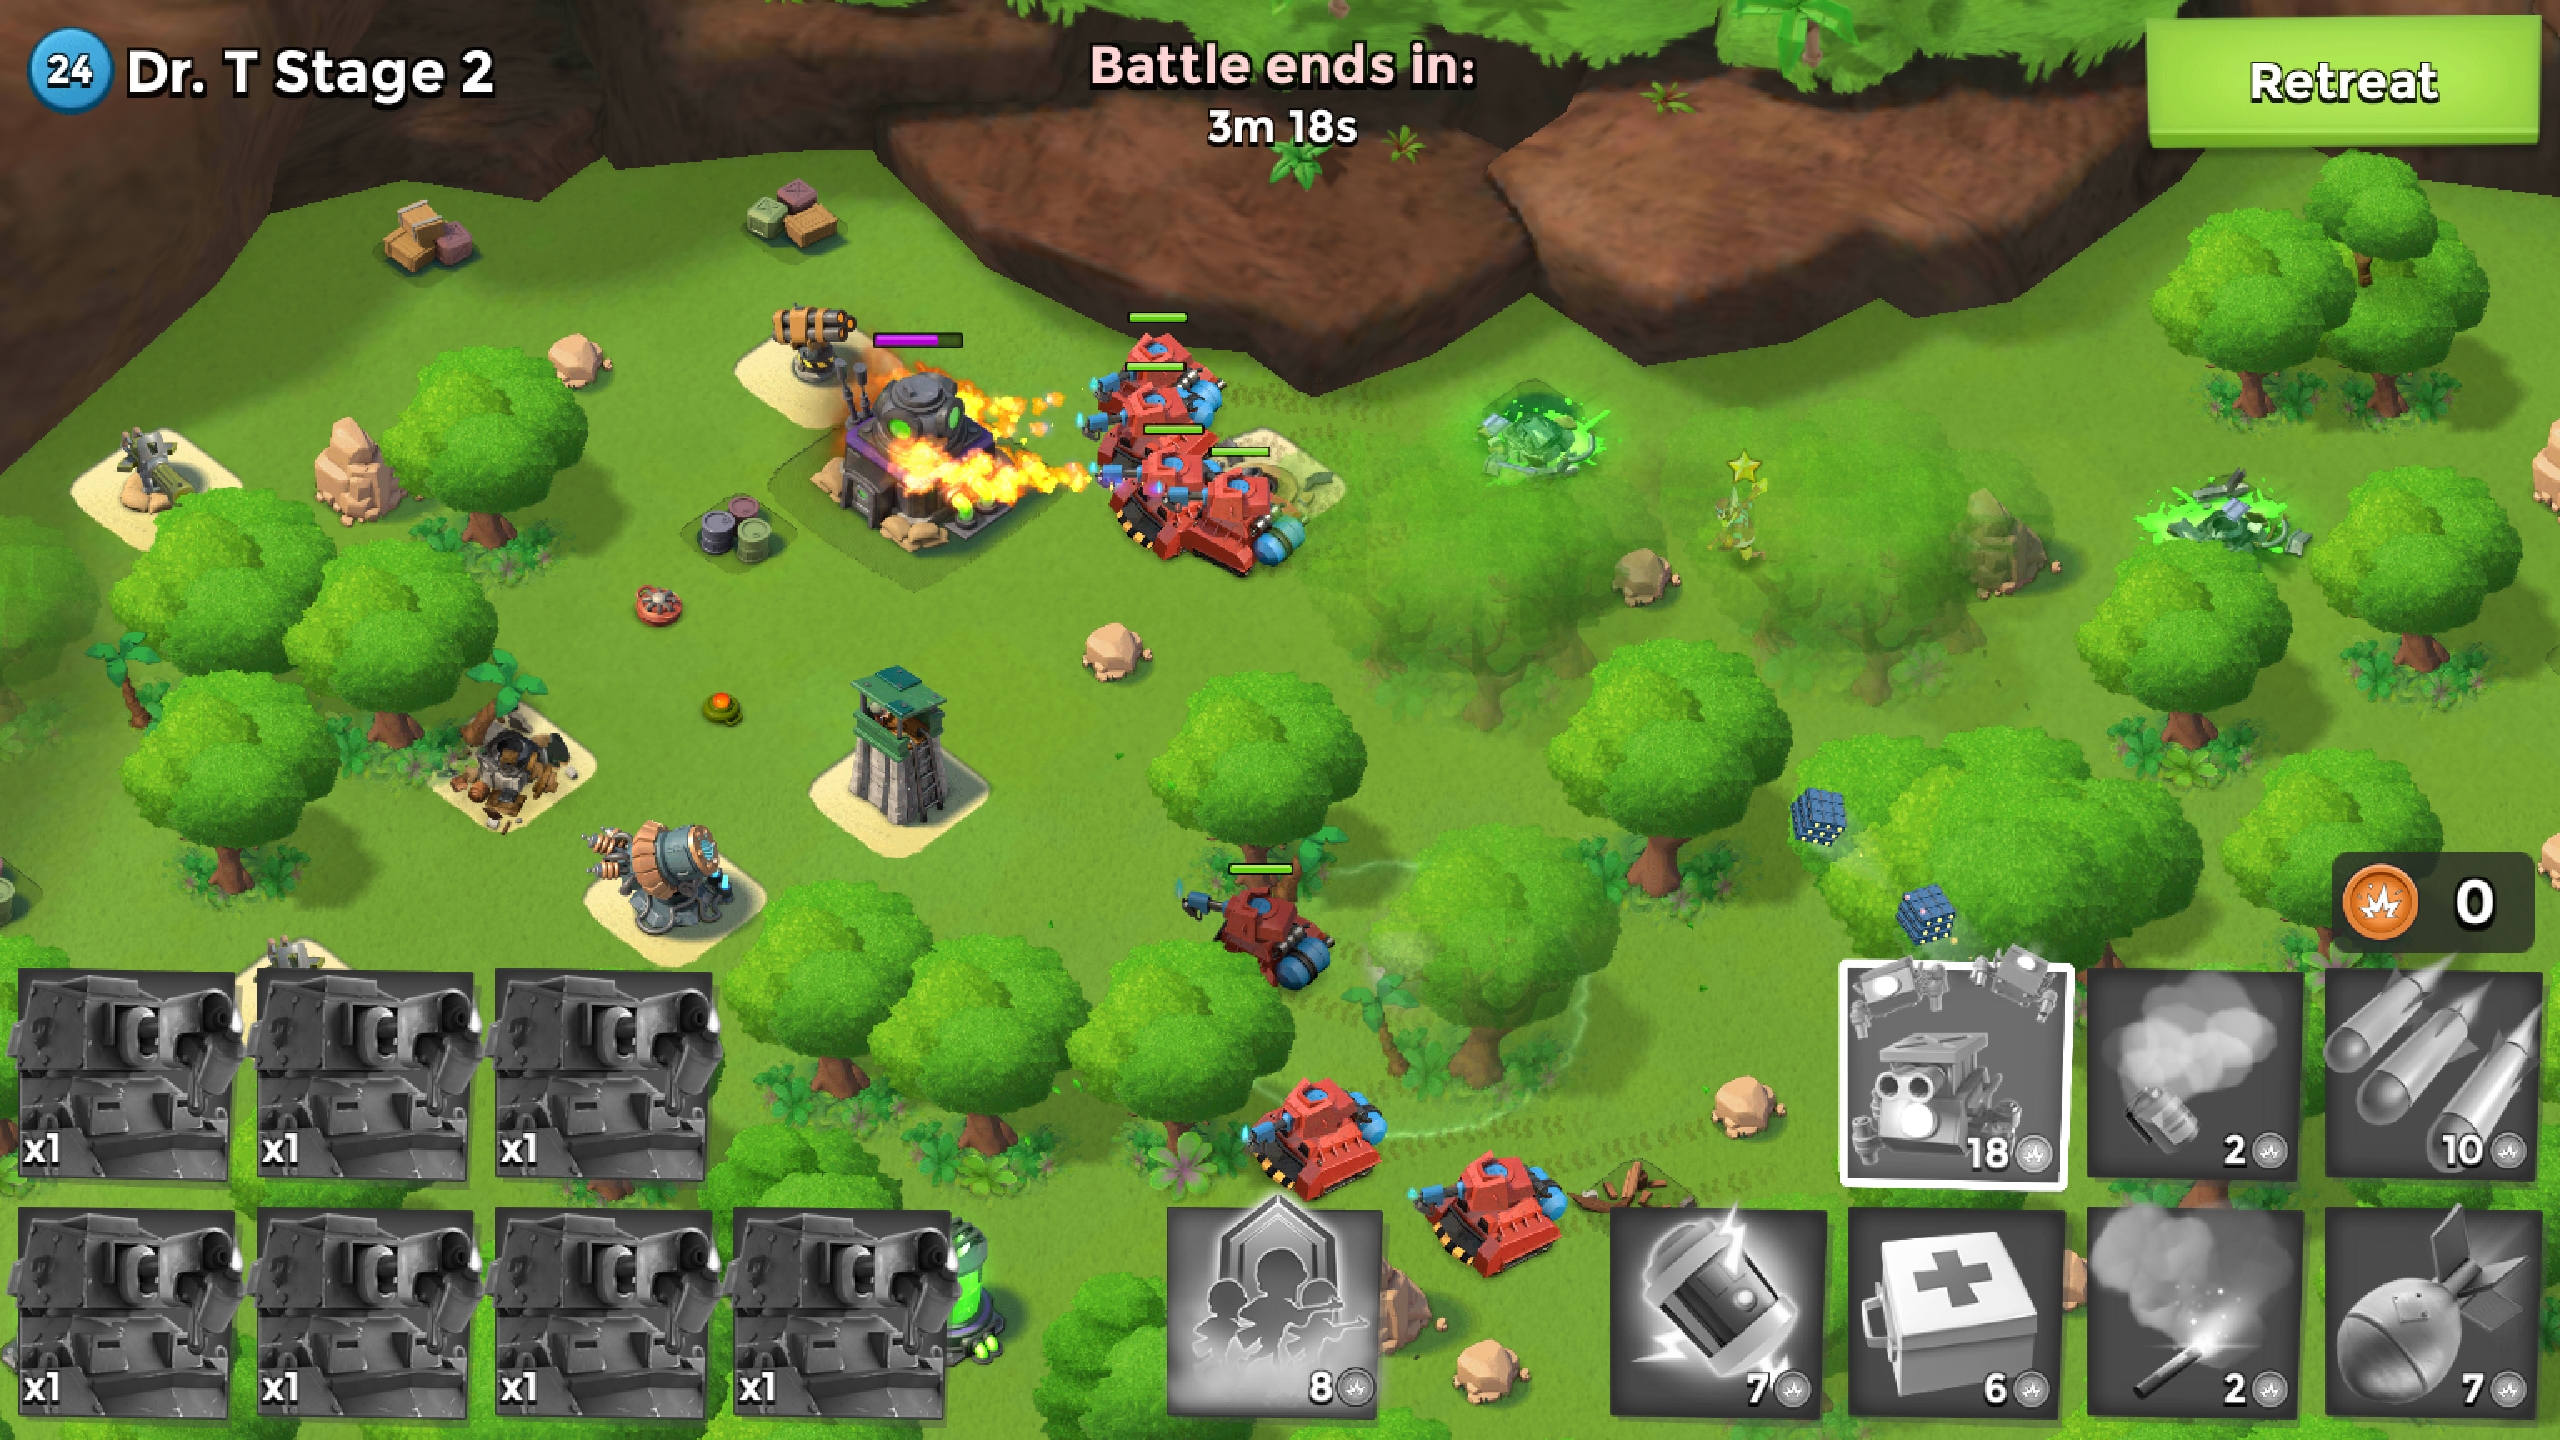 24 Dr. T Stage 2
Battle ends in:
3m 18s
Retreat
0
x1 x1 x1 18 2 10
x1 x1 x1 x1 8 7 6 2 7